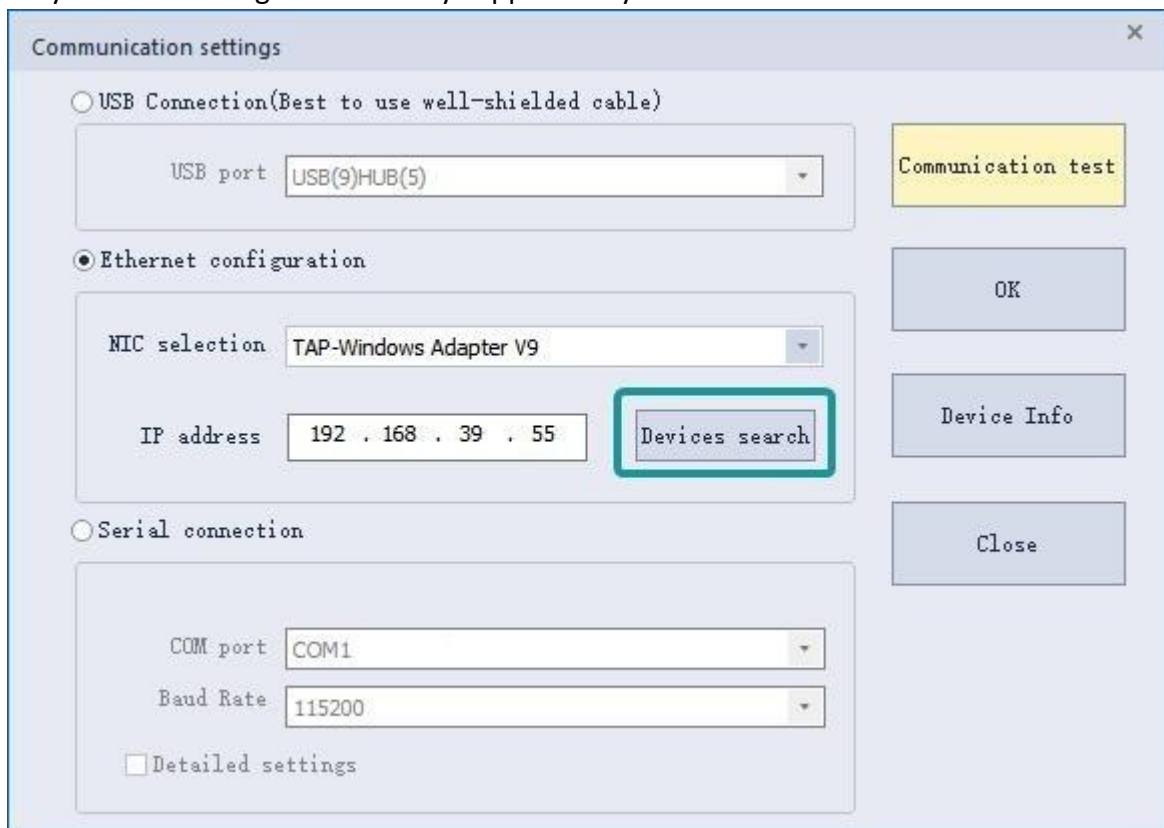 Communication settings
USB Connection(Best to use well-shielded cable)
USB port USB(9)HUB(5)
Communication test
Ethernet configuration
OK
NIC selection TAP-Windows Adapter V9
IP address 192 . 168 . 39 . 55 Devices search
Device Info
Serial connection
Close
COM port COM1
Baud Rate 115200
Detailed settings